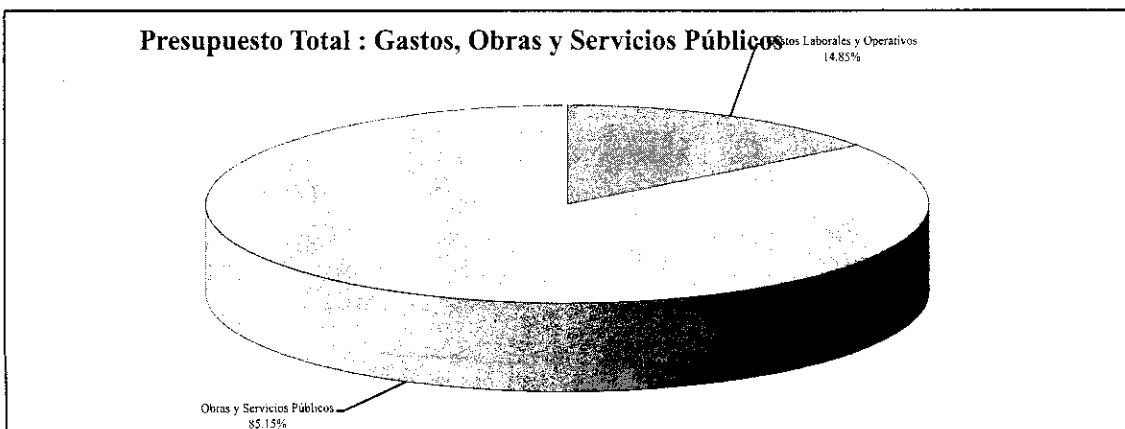 Presupuesto Total : Gastos, Obras y Servicios Públicos
Gastos Laborales y Operativos
14.85%
Obras y Servicios Públicos
85.15%